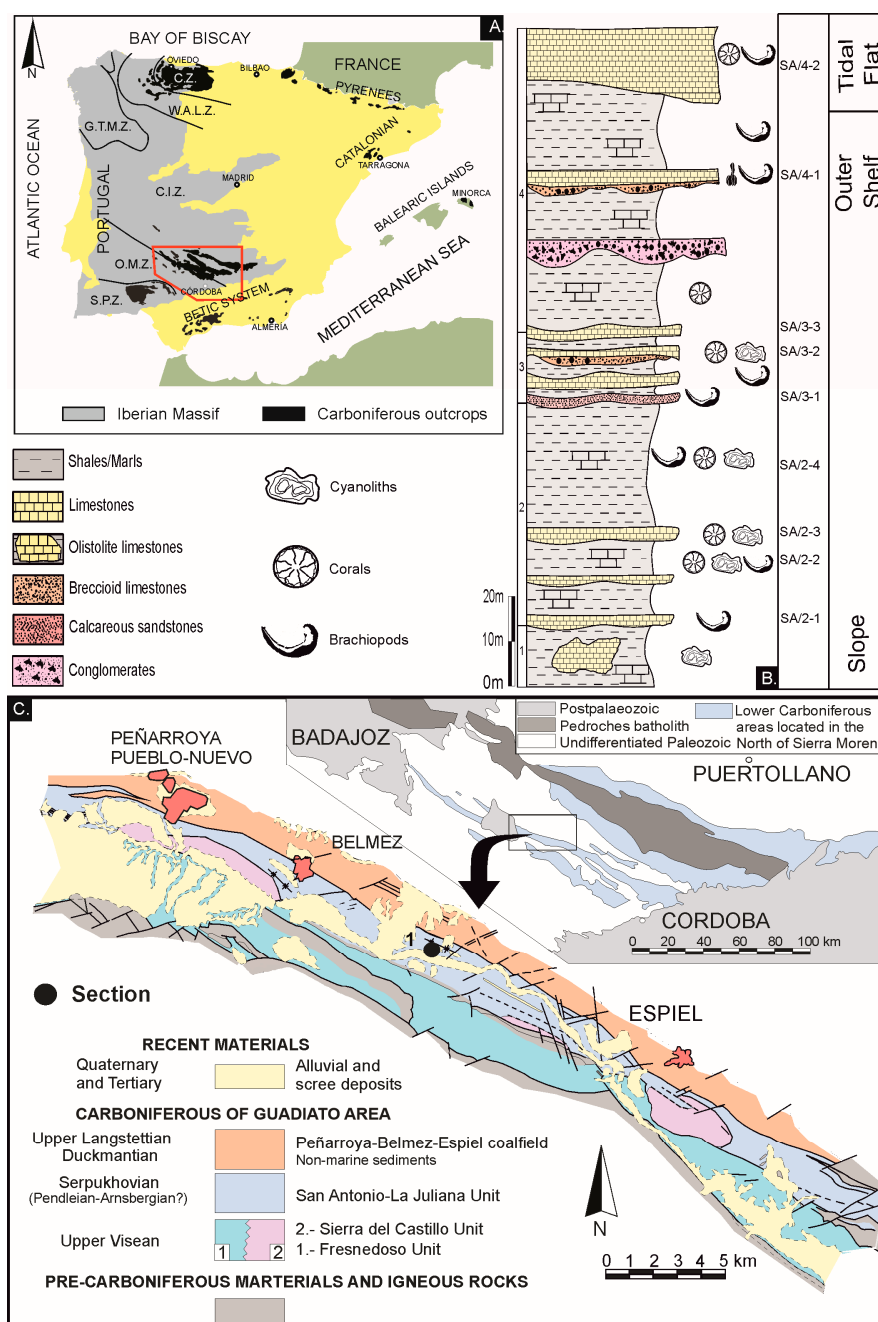 A.
BAY OF BISCAY
N
OVIEDO
BILBAO
FRANCE
C.Z.
PYRENEES
W.A.L.Z.
G.T.M.Z.
CATALONIAN
TARRAGONA
ATLANTIC OCEAN
PORTUGAL
C.I.Z.
MADRID
BALEARIC ISLANDS
MINORCA
O.M.Z.
CÓRDOBA
S.P.Z.
BETIC SYSTEM
ALMERÍA
MEDITERRANEAN SEA
Iberian Massif
Carboniferous outcrops
Shales/Marls
Limestones
Olistolite limestones
Breccioid limestones
Calcareous sandstones
Conglomerates
Cyanoliths
Corals
Brachiopods
B.
SA/4-2
Tidal
Flat
SA/4-1
4
Outer
Shelf
SA/3-3
SA/3-2
3
SA/3-1
SA/2-4
2
SA/2-3
SA/2-2
20m
SA/2-1
10m
1
0m
Slope
C.
Postpalaeozoic
Pedroches batholith
Undifferentiated Paleozoic
Lower Carboniferous
areas located in the
North of Sierra Moren
PEÑARROYA
PUEBLO-NUEVO
BADAJOZ
PUERTOLLANO
BELMEZ
CORDOBA
0 20 40 60 80 100 km
1
ESPIEL
Section
RECENT MATERIALS
Quaternary
and Tertiary
Alluvial and
scree deposits
CARBONIFEROUS OF GUADIATO AREA
Upper Langstettian
Duckmantian
Peñarroya-Belmez-Espiel coalfield
Non-marine sediments
Serpukhovian
(Pendleian-Arnsbergian?)
San Antonio-La Juliana Unit
Upper Visean
1 2
2.- Sierra del Castillo Unit
1.- Fresnedoso Unit
N
0 1 2 3 4 5 km
PRE-CARBONIFEROUS MARTERIALS AND IGNEOUS ROCKS